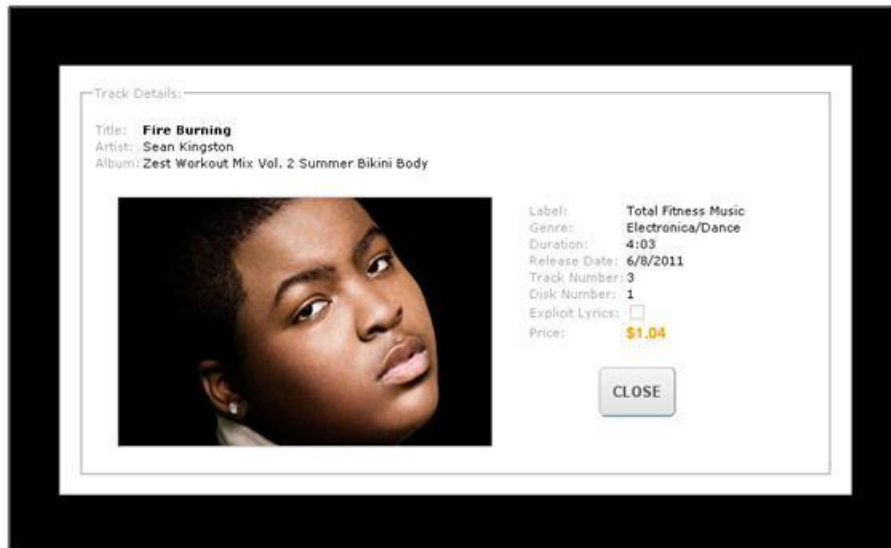 Track Details:
Title: Fire Burning
Artist: Sean Kingston
Album: Zest Workout Mix Vol. 2 Summer Bikini Body
Label: Total Fitness Music
Genre: Electronica/Dance
Duration: 4:03
Release Date: 6/8/2011
Track Number: 3
Disk Number: 1
Explicit Lyrics:
Price: $1.04
CLOSE